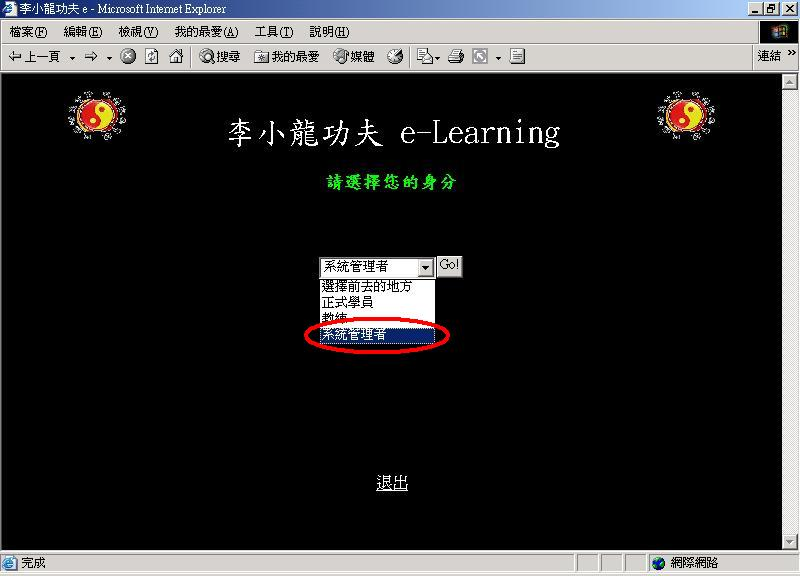 李小龍功夫 e - Microsoft Internet Explorer
檔案(F) 編輯(E) 檢視(V) 我的最愛(A) 工具(T) 說明(H)
上一頁 搜尋 我的最愛 媒體 連結 »
李小龍功夫 e-Learning
請選擇您的身分
系統管理者 Go!
選擇前去的地方
正式學員
教練
系統管理者
退出
完成 網際網路